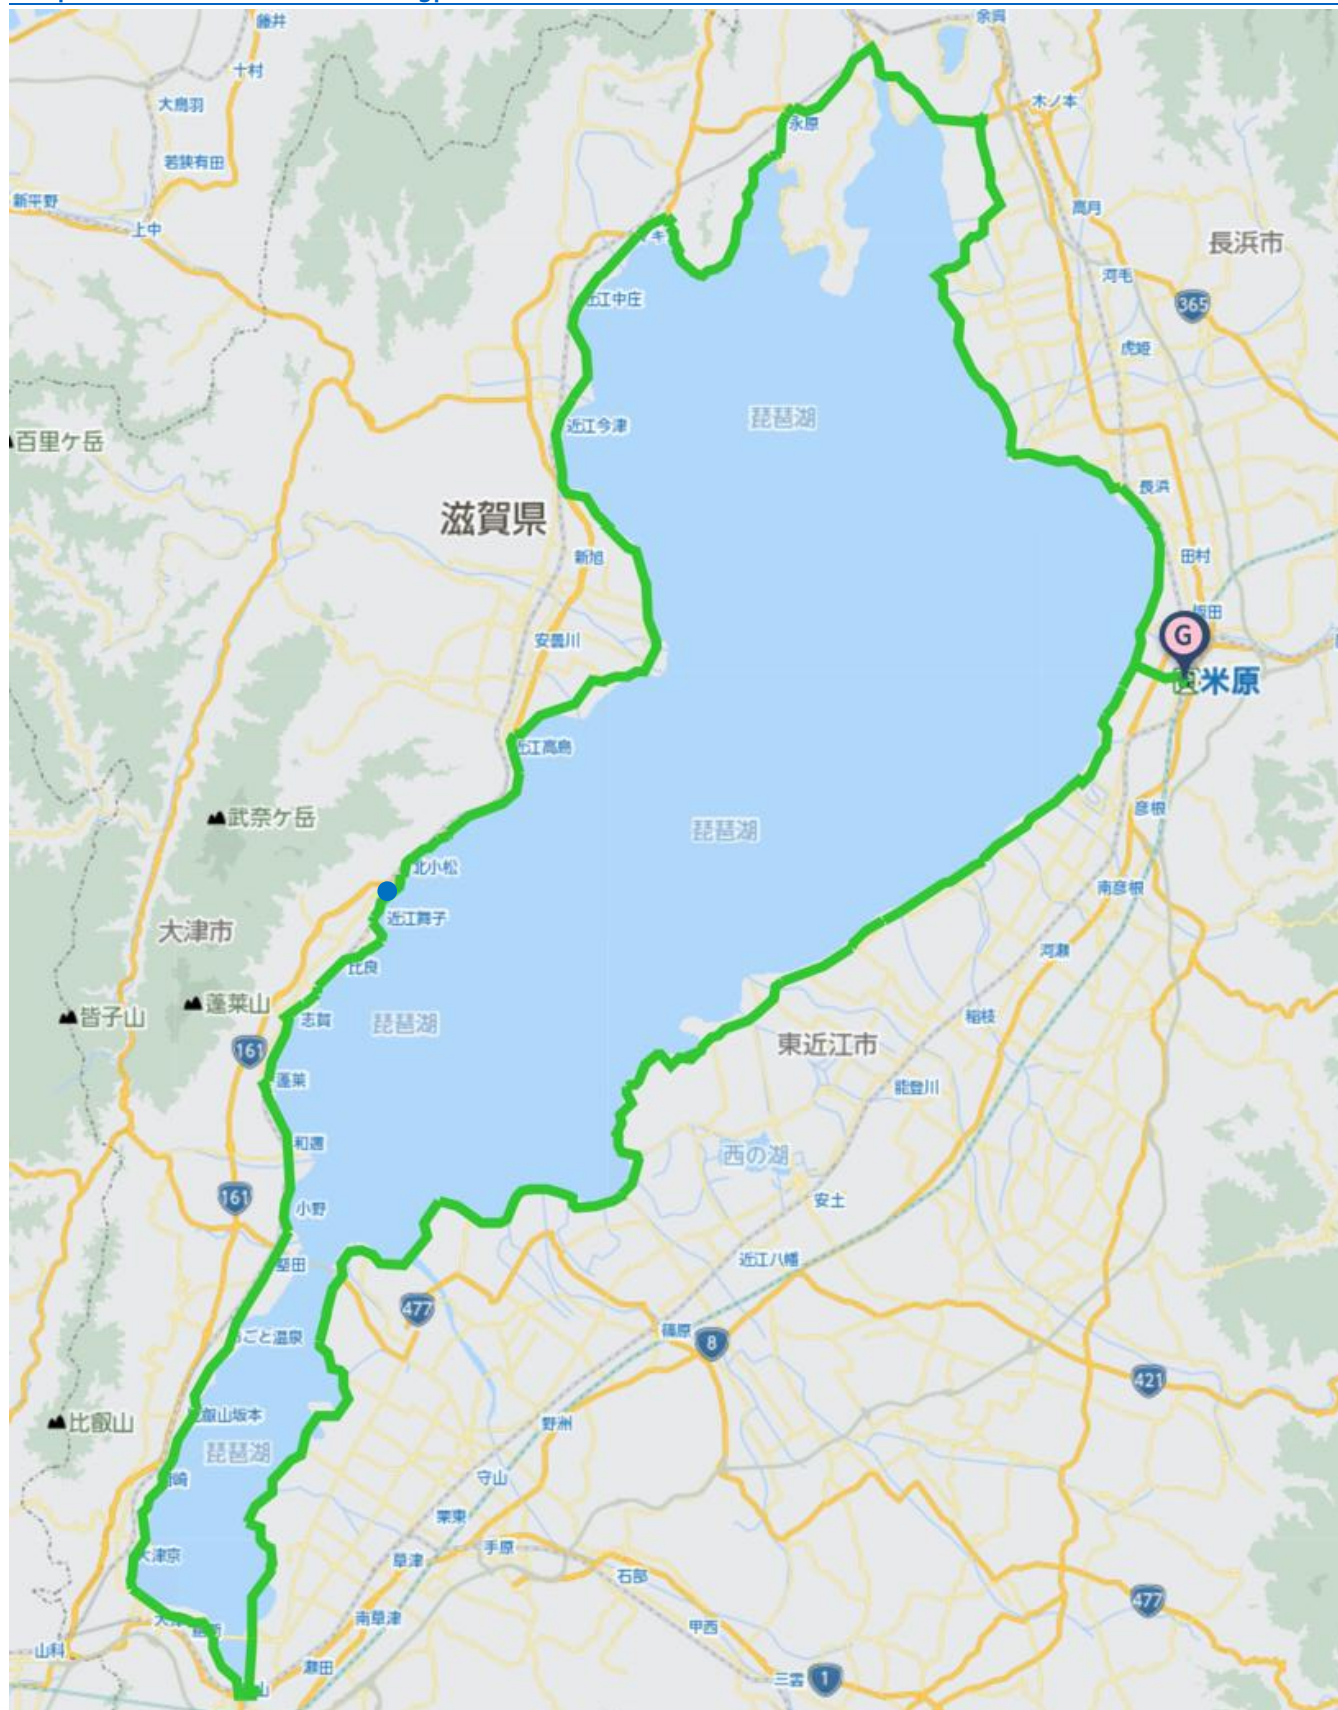 余呉
藤井
十村
大鳥羽
木ノ本
永原
若狭有田
新平野
高月
上中
マキ
長浜市
河毛
近江中庄
365
虎姫
琵琶湖
近江今津
百里ケ岳
長浜
滋賀県
新旭
田村
坂田
G
安曇川
米原
近江高島
彦根
武奈ケ岳
琵琶湖
北小松
南彦根
近江舞子
大津市
河瀬
比良
蓬莱山
皆子山
志賀
琵琶湖
稲枝
東近江市
161
蓬莱
能登川
和邇
西の湖
161
小野
安土
堅田
近江八幡
477
ごと温泉
篠原
8
421
叡山坂本
比叡山
野洲
琵琶湖
崎
守山
栗東
大津京
手原
草津
石部
477
南草津
甲西
山科
瀬田
三雲
1
山